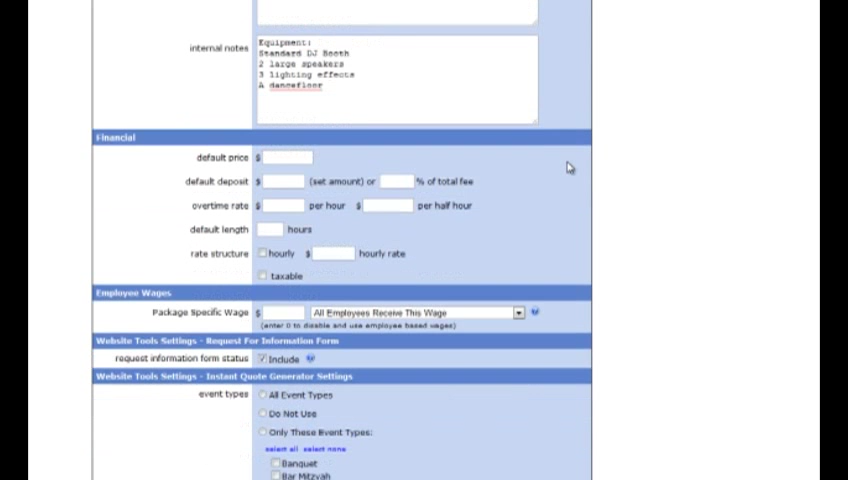 internal notes
Equipment:
Standard DJ Booth
2 large speakers
3 lighting effects
A dancefloor
Financial
default price $
default deposit $ (set amount) or % of total fee
overtime rate $ per hour $ per half hour
default length hours
rate structure hourly $ hourly rate
taxable
Employee Wages
Package Specific Wage $ All Employees Receive This Wage
(enter 0 to disable and use employee based wages)
Website Tools Settings - Request For Information Form
request information form status Include
Website Tools Settings - Instant Quote Generator Settings
event types All Event Types
Do Not Use
Only These Event Types:
select all select none
Banquet
Bar Mitzvah